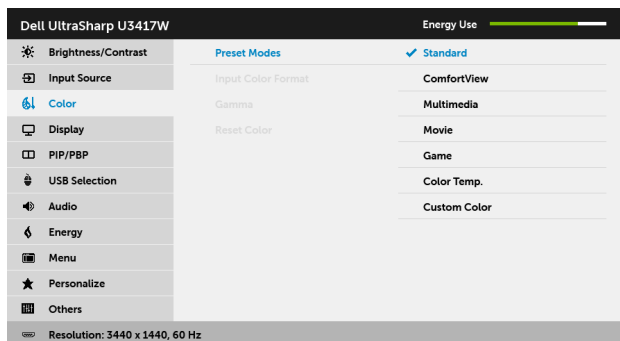 Dell UltraSharp U3417W
Energy Use
Brightness/Contrast
Preset Modes
Standard
Input Source
Input Color Format
ComfortView
Color
Gamma
Multimedia
Display
Reset Color
Movie
PIP/PBP
Game
USB Selection
Color Temp.
Audio
Custom Color
Energy
Menu
Personalize
Others
Resolution: 3440 x 1440, 60 Hz